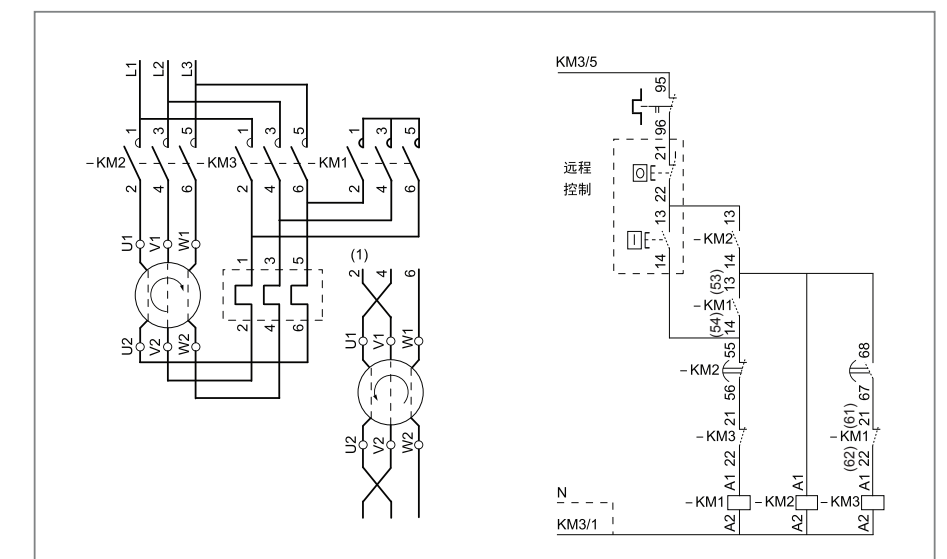 L1 L2 L3
1 3 5 1 3 5 1 3 5
-KM2 -KM3 -KM1
2 4 6 2 4 6 2 4 6
U1 V1 W1
1 3 5
(1)
2 4 6
2 4 6
U2 V2 W2
U1 V1 W1
U2 V2 W2
KM3/5
95
96
远程
控制
21
O
22
13
I
14
13
-KM2
14
(53) 13
-KM1
(54) 14
55
-KM2
56
21
-KM3
22
68
67
(61) 21
-KM1
(62) 22
A1 A1 A1
-KM1 -KM2 -KM3
A2 A2 A2
N
KM3/1